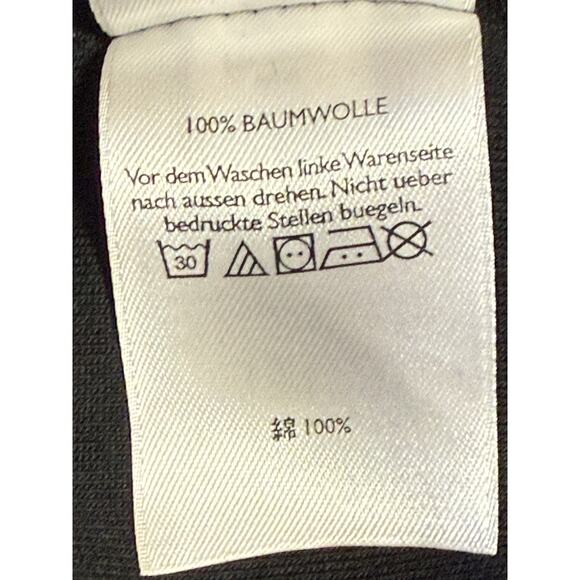 100% BAUMWOLLE
Vor dem Waschen linke Warenseite
nach aussen drehen. Nicht ueber
bedruckte Stellen buegeln.
30
綿 100%